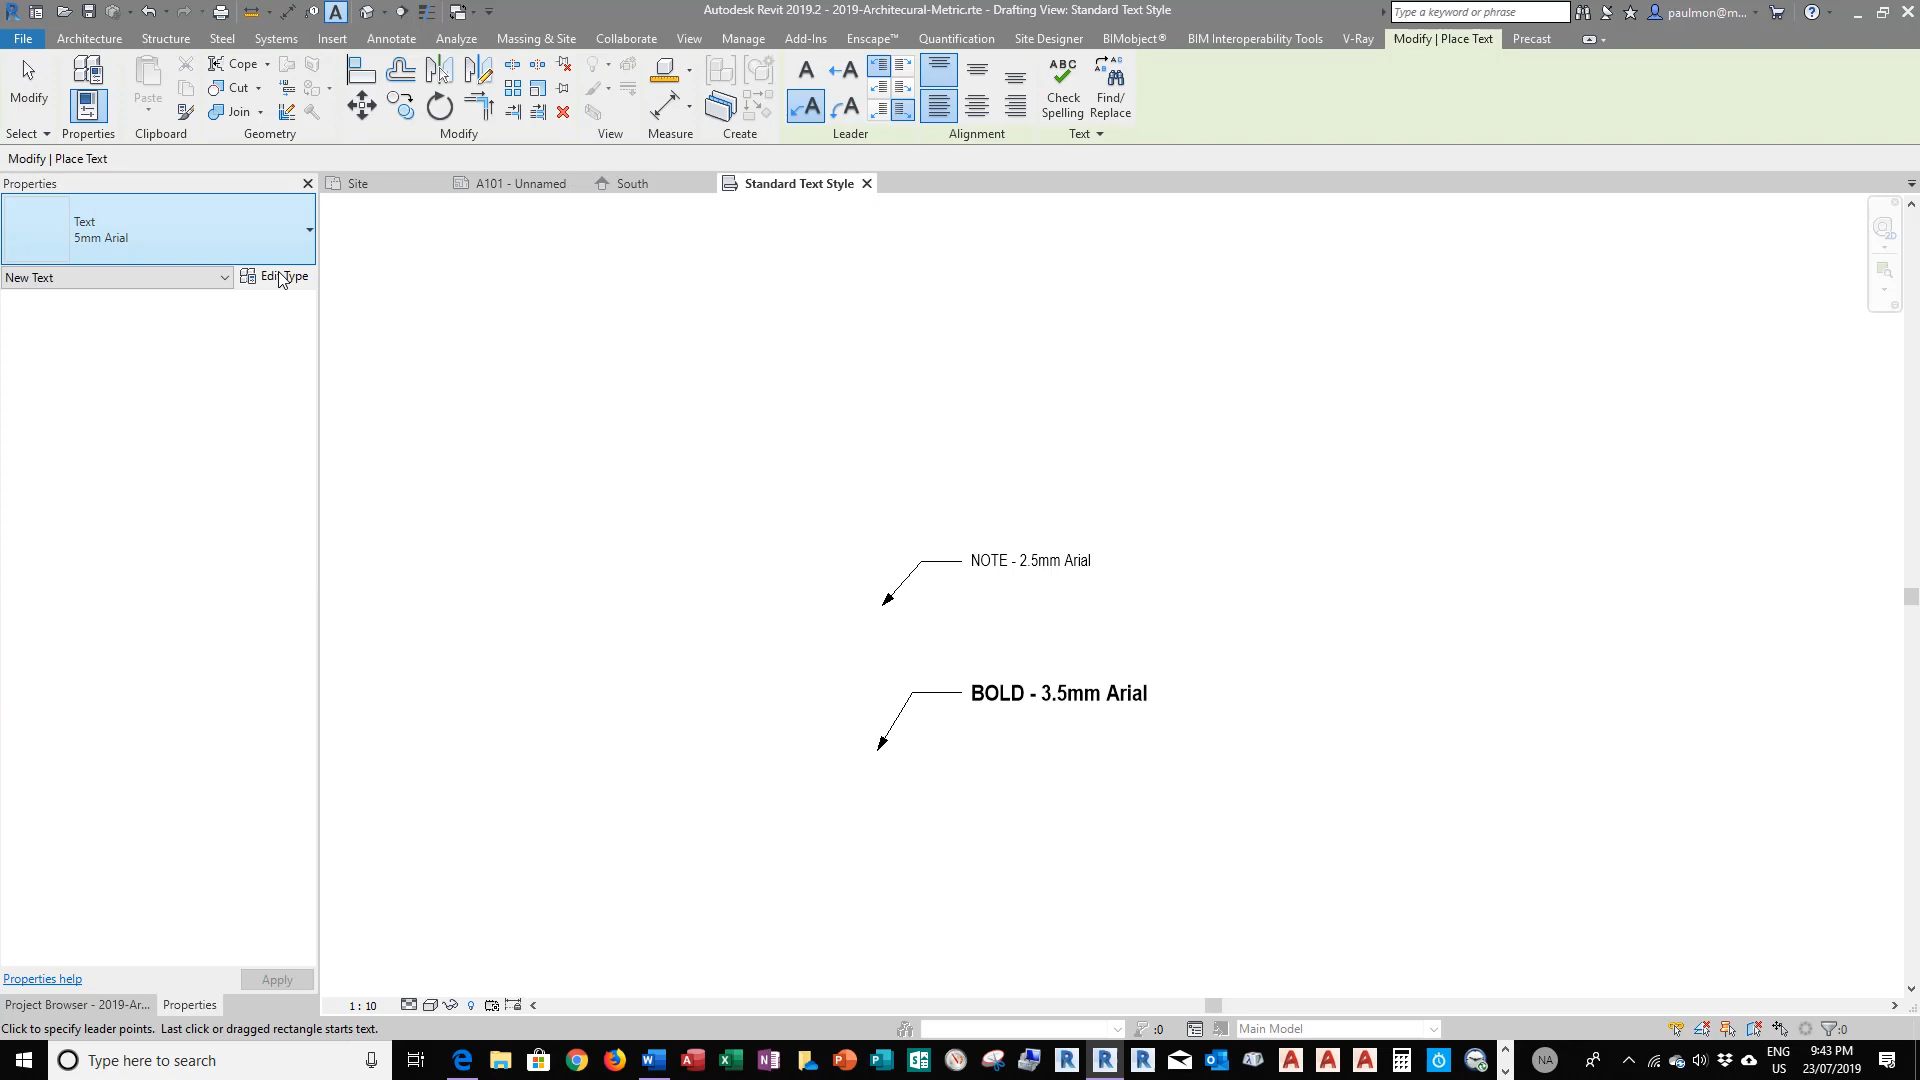 Autodesk Revit 2019.2 - 2019-Architecural-Metric.rte - Drafting View: Standard Text Style
Type a keyword or phrase
paulmon@m...
File Architecture Structure Steel Systems Insert Annotate Analyze Massing & Site Collaborate View Manage Add-Ins Enscape™ Quantification Site Designer BIMobject® BIM Interoperability Tools V-Ray Modify | Place Text Precast
Cope
Cut
Join
Modify
Paste
Check
Spelling
Find/
Replace
Select Properties Clipboard Geometry Modify View Measure Create Leader Alignment Text
Modify | Place Text
Properties
Site A101 - Unnamed South Standard Text Style
Text
5mm Arial
New Text
Edit Type
NOTE - 2.5mm Arial
BOLD - 3.5mm Arial
Properties help
Apply
Project Browser - 2019-Ar... Properties
1 : 10
Click to specify leader points. Last click or dragged rectangle starts text.
:0
Main Model
:0
Type here to search
NA
ENG
US
9:43 PM
23/07/2019